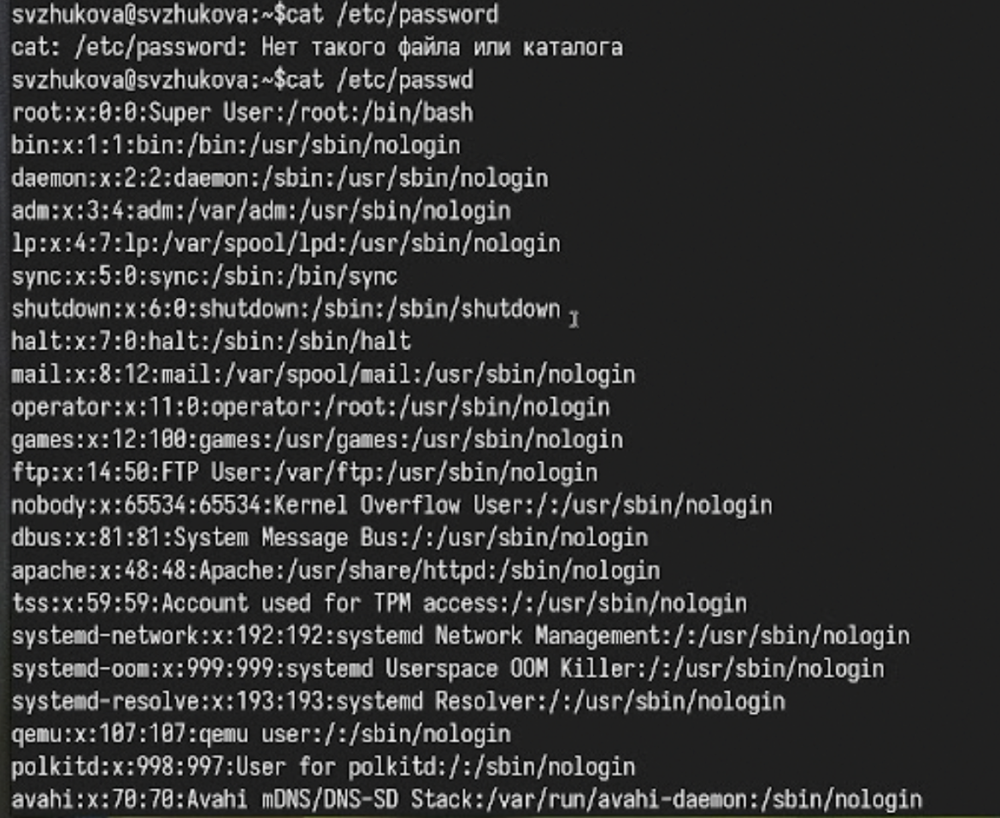 svzhukova@svzhukova:~$cat /etc/password
cat: /etc/password: Нет такого файла или каталога
svzhukova@svzhukova:~$cat /etc/passwd
root:x:0:0:Super User:/root:/bin/bash
bin:x:1:1:bin:/bin:/usr/sbin/nologin
daemon:x:2:2:daemon:/sbin:/usr/sbin/nologin
adm:x:3:4:adm:/var/adm:/usr/sbin/nologin
lp:x:4:7:lp:/var/spool/lpd:/usr/sbin/nologin
sync:x:5:0:sync:/sbin:/bin/sync
shutdown:x:6:0:shutdown:/sbin:/sbin/shutdown
halt:x:7:0:halt:/sbin:/sbin/halt
mail:x:8:12:mail:/var/spool/mail:/usr/sbin/nologin
operator:x:11:0:operator:/root:/usr/sbin/nologin
games:x:12:100:games:/usr/games:/usr/sbin/nologin
ftp:x:14:50:FTP User:/var/ftp:/usr/sbin/nologin
nobody:x:65534:65534:Kernel Overflow User:/:/usr/sbin/nologin
dbus:x:81:81:System Message Bus:/:/usr/sbin/nologin
apache:x:48:48:Apache:/usr/share/httpd:/sbin/nologin
tss:x:59:59:Account used for TPM access:/:/usr/sbin/nologin
systemd-network:x:192:192:systemd Network Management:/:/usr/sbin/nologin
systemd-oom:x:999:999:systemd Userspace OOM Killer:/:/usr/sbin/nologin
systemd-resolve:x:193:193:systemd Resolver:/:/usr/sbin/nologin
qemu:x:107:107:qemu user:/:/sbin/nologin
polkitd:x:998:997:User for polkitd:/:/sbin/nologin
avahi:x:70:70:Avahi mDNS/DNS-SD Stack:/var/run/avahi-daemon:/sbin/nologin